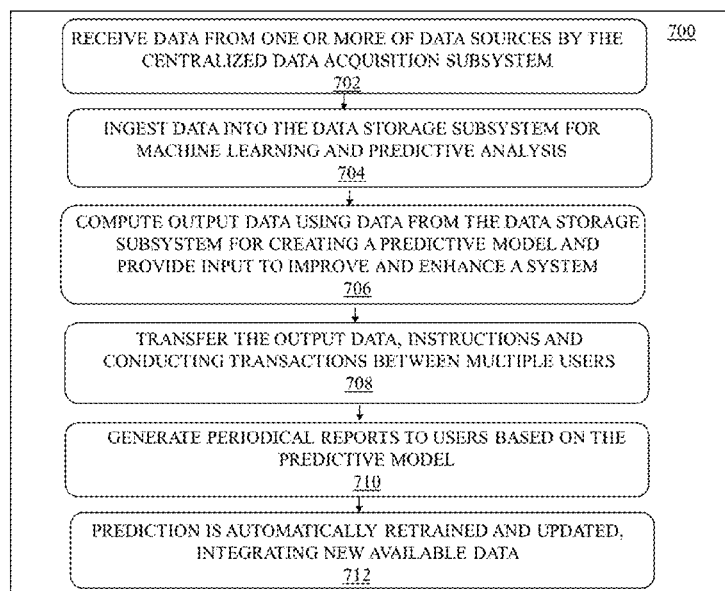 700
RECEIVE DATA FROM ONE OR MORE OF DATA SOURCES BY THE
CENTRALIZED DATA ACQUISITION SUBSYSTEM
702
INGEST DATA INTO THE DATA STORAGE SUBSYSTEM FOR
MACHINE LEARNING AND PREDICTIVE ANALYSIS
704
COMPUTE OUTPUT DATA USING DATA FROM THE DATA STORAGE
SUBSYSTEM FOR CREATING A PREDICTIVE MODEL AND
PROVIDE INPUT TO IMPROVE AND ENHANCE A SYSTEM
706
TRANSFER THE OUTPUT DATA, INSTRUCTIONS AND
CONDUCTING TRANSACTIONS BETWEEN MULTIPLE USERS
708
GENERATE PERIODICAL REPORTS TO USERS BASED ON THE
PREDICTIVE MODEL
710
PREDICTION IS AUTOMATICALLY RETRAINED AND UPDATED,
INTEGRATING NEW AVAILABLE DATA
712